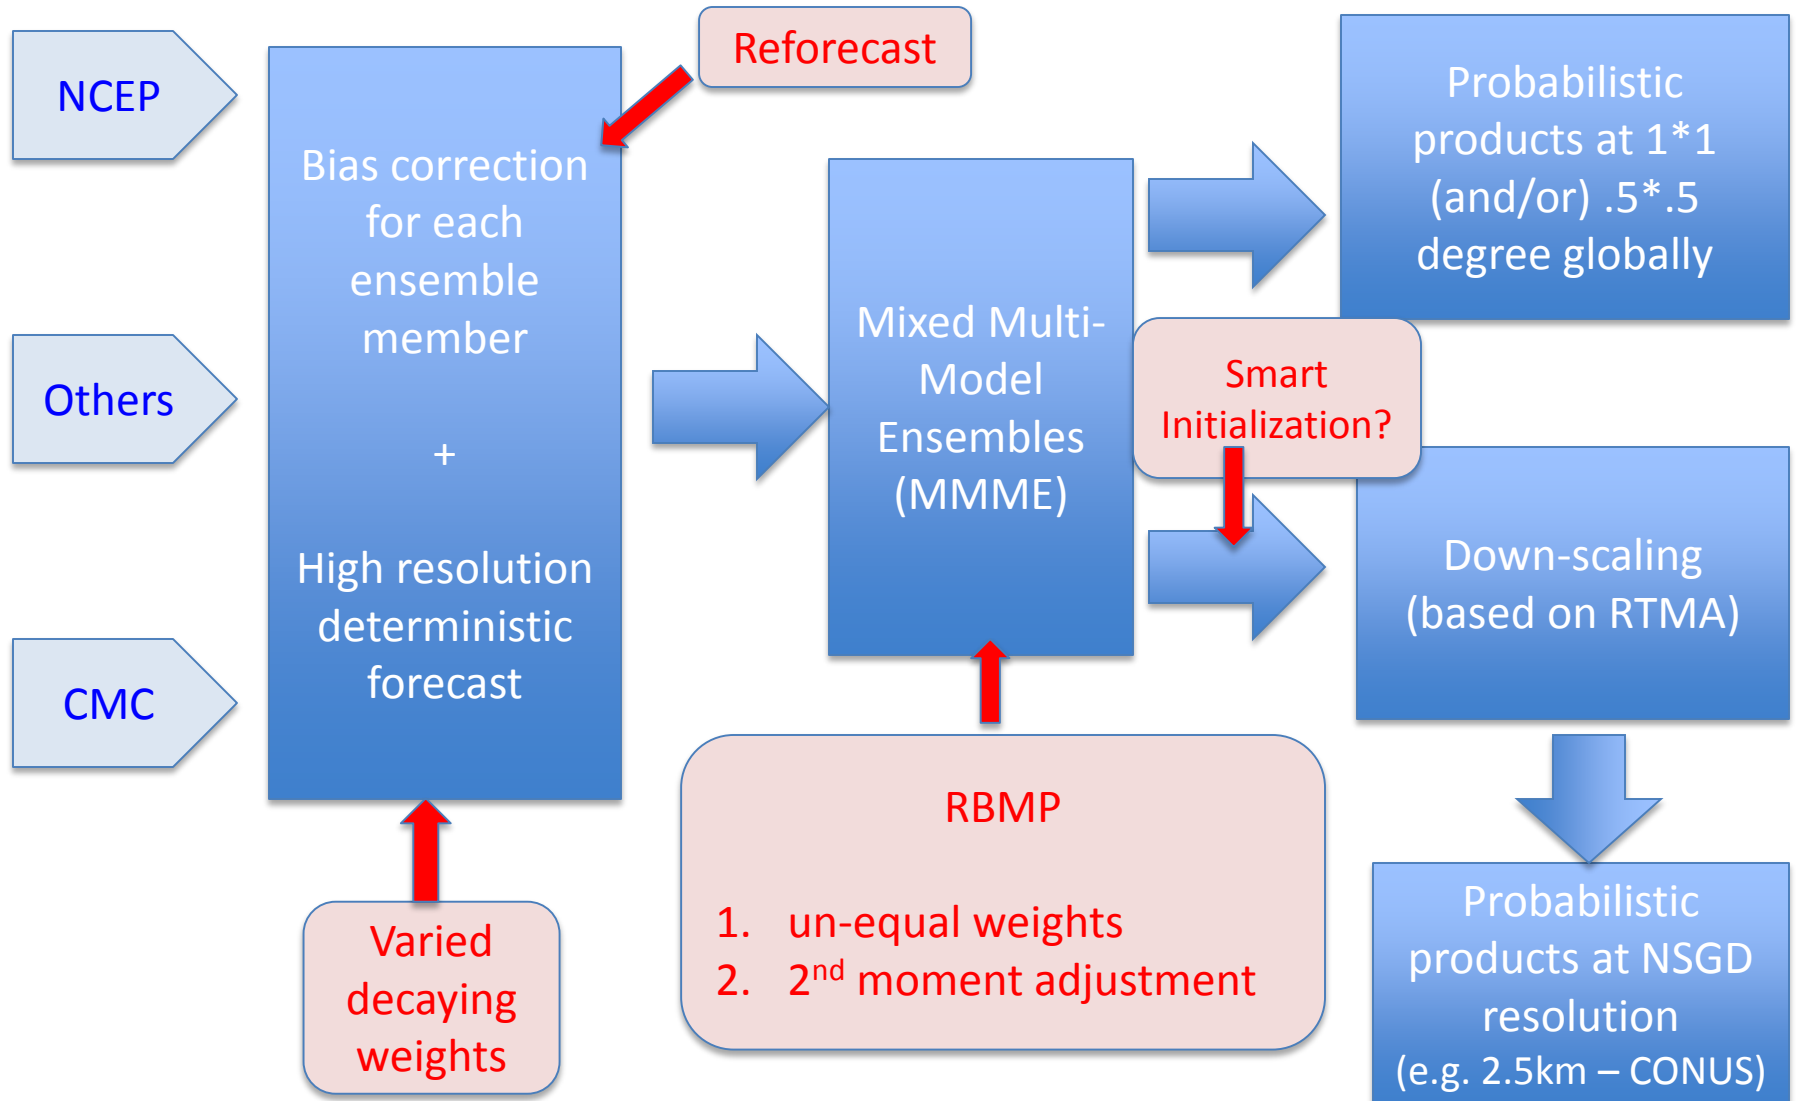 NCEP
Others
CMC
Bias correction
for each
ensemble
member
+
High resolution
deterministic
forecast
Reforecast
Varied
decaying
weights
Mixed Multi-
Model
Ensembles
(MMME)
RBMP
1. un-equal weights
2. 2nd moment adjustment
Smart
Initialization?
Probabilistic
products at 1*1
(and/or) .5*.5
degree globally
Down-scaling
(based on RTMA)
Probabilistic
products at NSGD
resolution
(e.g. 2.5km – CONUS)